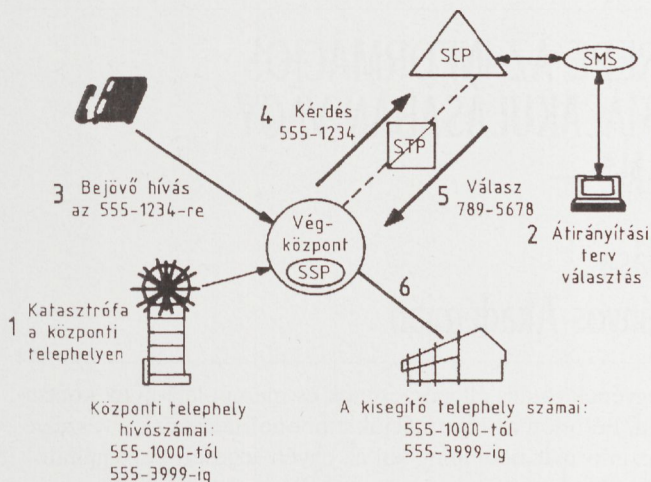 SCP
SMS
4 Kérdés
555-1234
STP
3 Bejövő hívás
az 555-1234-re
5 Válasz
789-5678
2 Átirányítási
terv
választás
Vég-
központ
SSP
6
1 Katasztrófa
a központi
telephelyen
Központi telephely
hívószámai:
555-1000-tól
555-3999-ig
A kisegítő telephely számai:
555-1000-tól
555-3999-ig